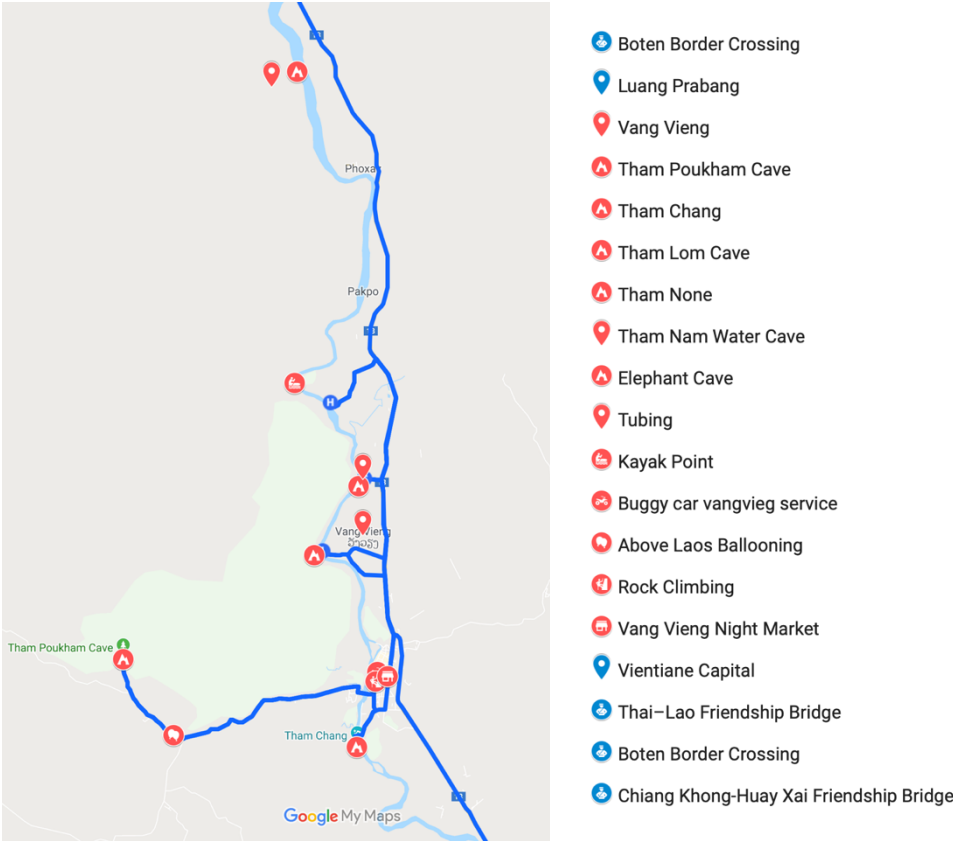 Phoxai
Pakpo
H
Vang Vieng
ວັງວຽງ
Tham Poukham Cave
Tham Chang
Google My Maps
Boten Border Crossing
Luang Prabang
Vang Vieng
Tham Poukham Cave
Tham Chang
Tham Lom Cave
Tham None
Tham Nam Water Cave
Elephant Cave
Tubing
Kayak Point
Buggy car vangvieg service
Above Laos Ballooning
Rock Climbing
Vang Vieng Night Market
Vientiane Capital
Thai–Lao Friendship Bridge
Boten Border Crossing
Chiang Khong-Huay Xai Friendship Bridge